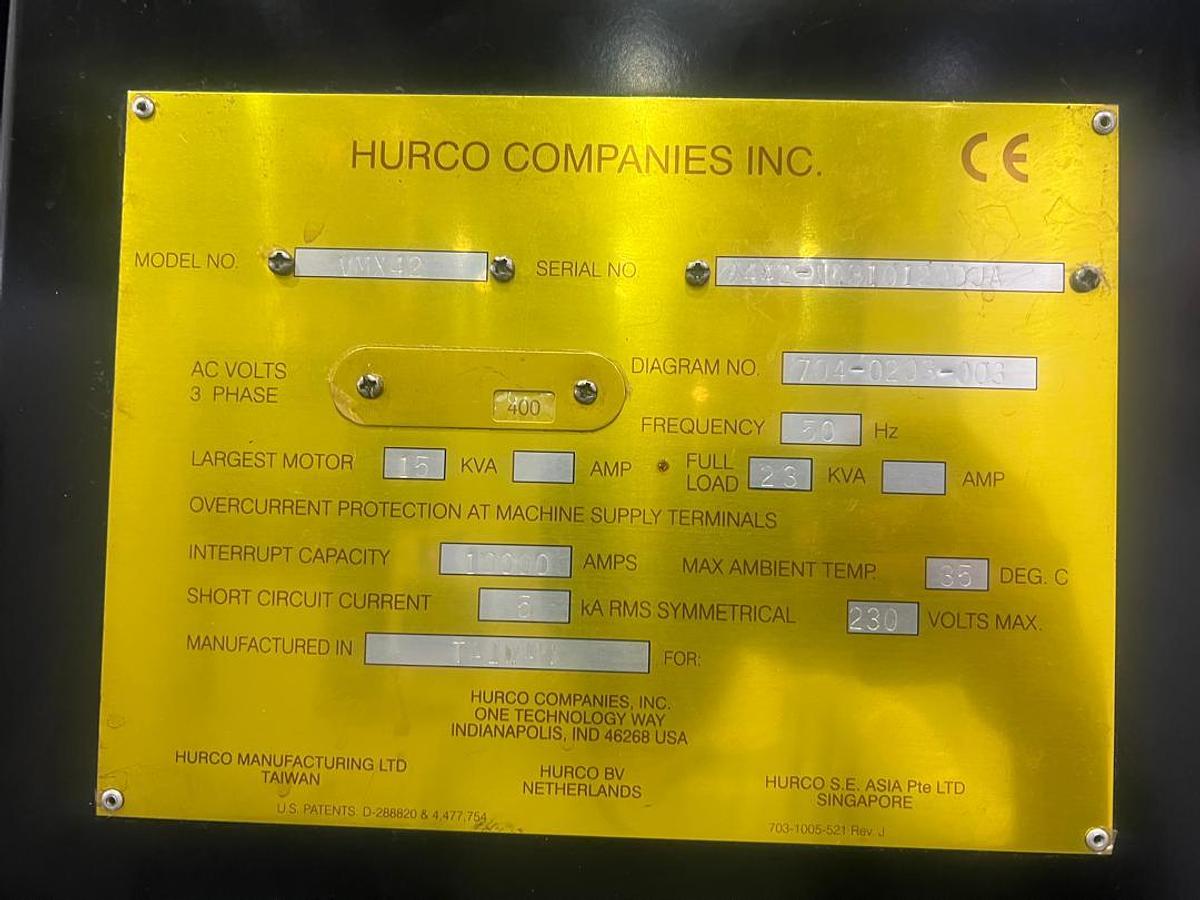 HURCO COMPANIES INC. CE
MODEL NO. VMX42 SERIAL NO.
AC VOLTS
3 PHASE
400
DIAGRAM NO. 704-0203-003
FREQUENCY 50 Hz
LARGEST MOTOR 15 KVA AMP
FULL
LOAD 23 KVA AMP
OVERCURRENT PROTECTION AT MACHINE SUPPLY TERMINALS
INTERRUPT CAPACITY 10000 AMPS MAX AMBIENT TEMP. 35 DEG. C
SHORT CIRCUIT CURRENT 5 kA RMS SYMMETRICAL 230 VOLTS MAX.
MANUFACTURED IN TAIWAN FOR:
HURCO COMPANIES, INC.
ONE TECHNOLOGY WAY
INDIANAPOLIS, IND 46268 USA
HURCO MANUFACTURING LTD
TAIWAN
HURCO BV
NETHERLANDS
HURCO S.E. ASIA Pte LTD
SINGAPORE
U.S. PATENTS D-288820 & 4,477,754
703-1005-521 Rev. J